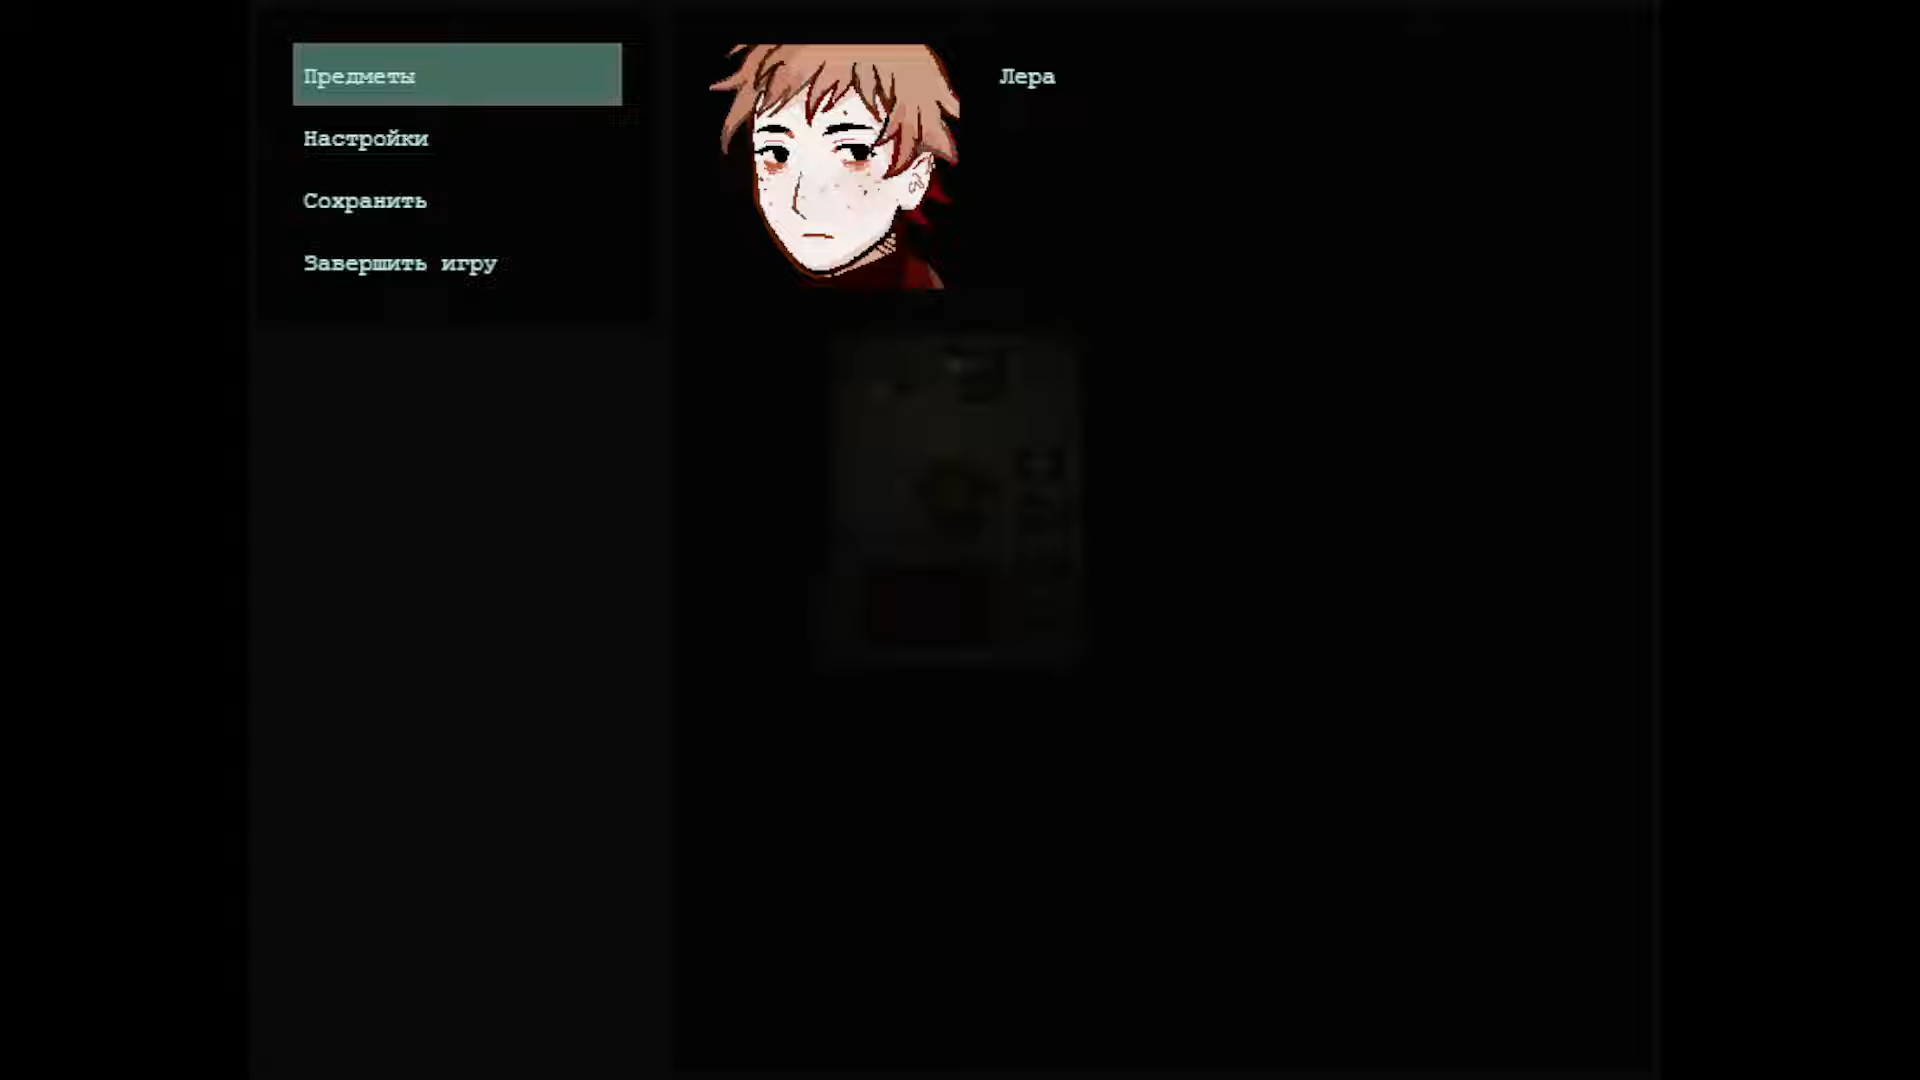 Предметы
Настройки
Сохранить
Завершить игру
Лера